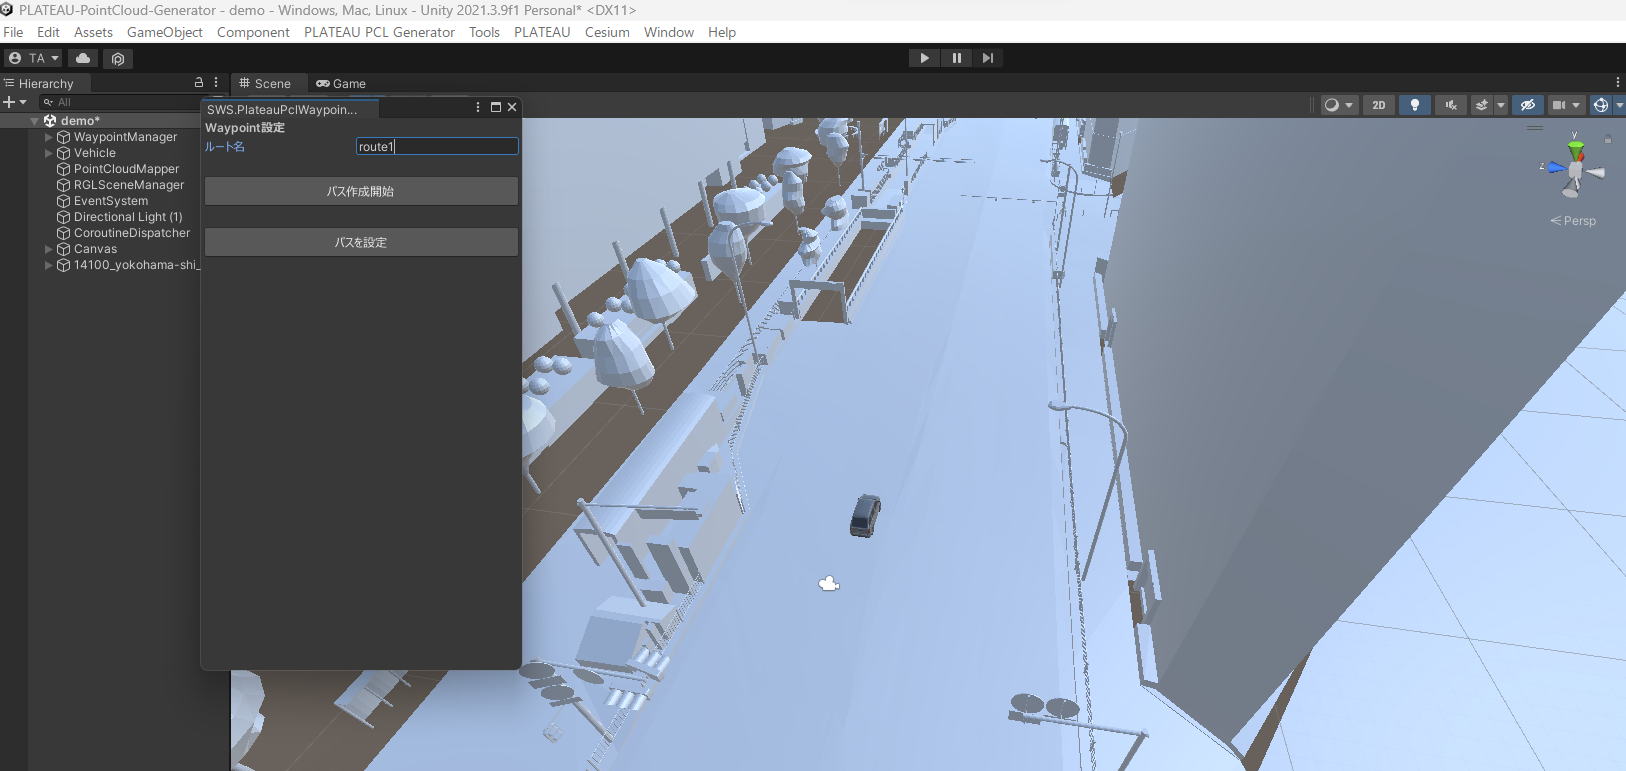 PLATEAU-PointCloud-Generator - demo - Windows, Mac, Linux - Unity 2021.3.9f1 Personal* <DX11>
File Edit Assets GameObject Component PLATEAU PCL Generator Tools PLATEAU Cesium Window Help
TA
Hierarchy
Scene
Game
All
2D
demo*
WaypointManager
Vehicle
PointCloudMapper
RGLSceneManager
EventSystem
Directional Light (1)
CoroutineDispatcher
Canvas
14100_yokohama-shi_
SWS.PlateauPclWaypoin...
Waypoint設定
ルート名 route1
パス作成開始
パスを設定
y
z
Persp